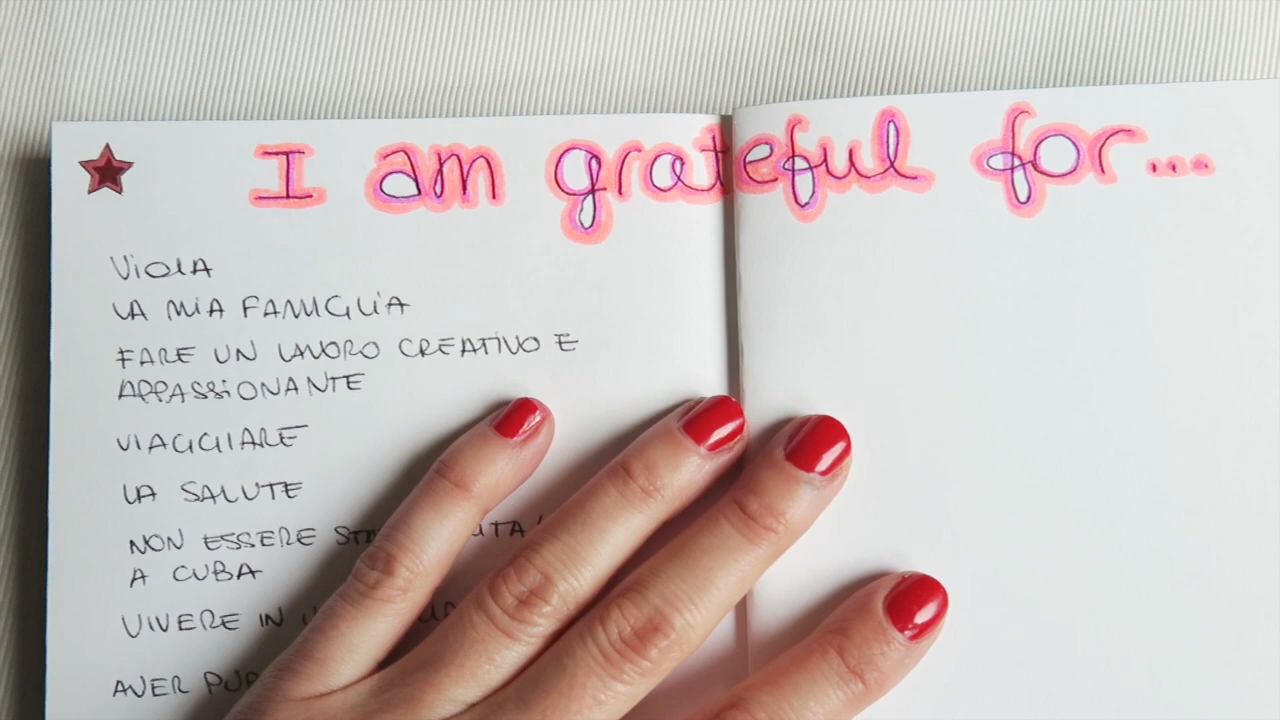 I am grateful for...
VIOLA
LA MIA FAMIGLIA
FARE UN LAVORO CREATIVO E
APPASSIONANTE
VIAGGIARE
LA SALUTE
NON ESSERE
A CUBA
VIVERE IN
AVER